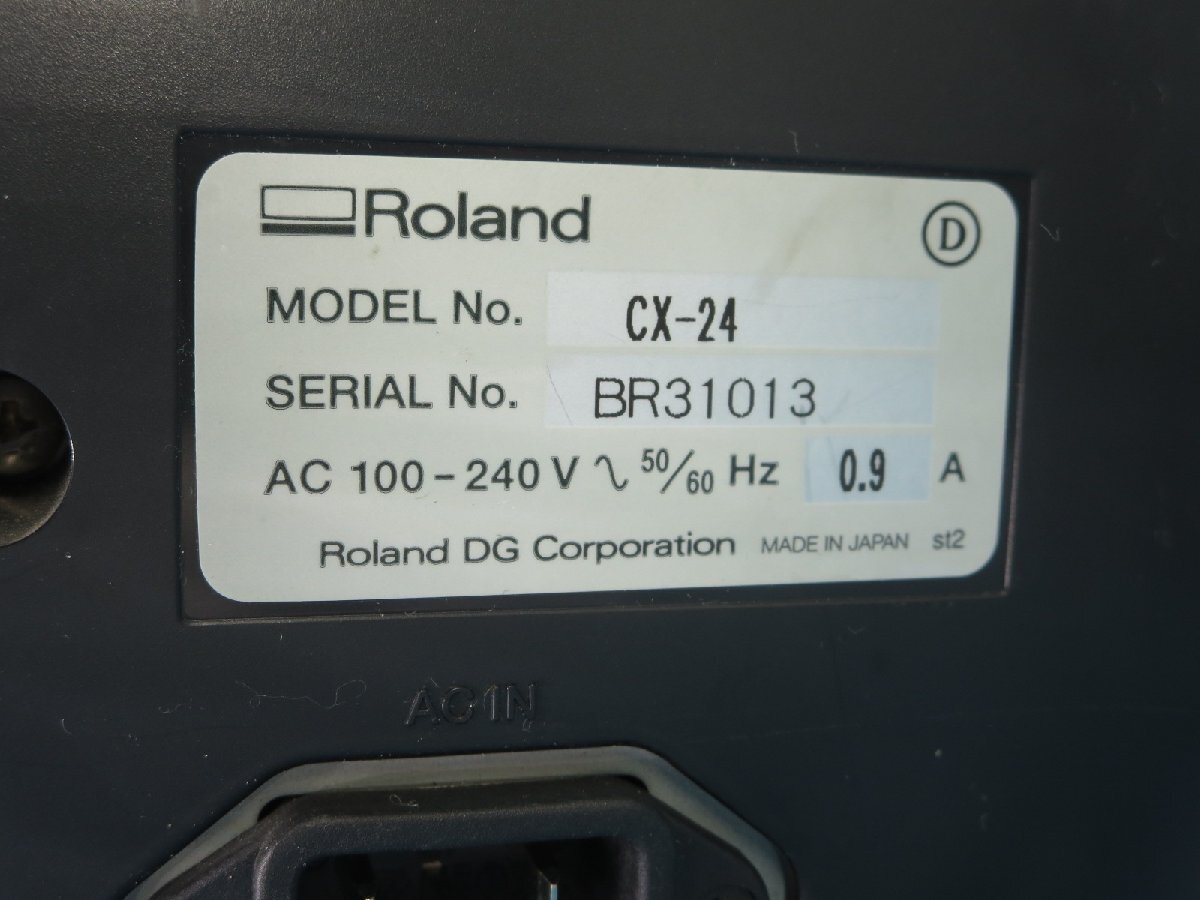 Roland
D
MODEL No. CX-24
SERIAL No. BR31013
AC 100-240 V ∿ 50/60 Hz 0.9 A
Roland DG Corporation MADE IN JAPAN st2
AC IN